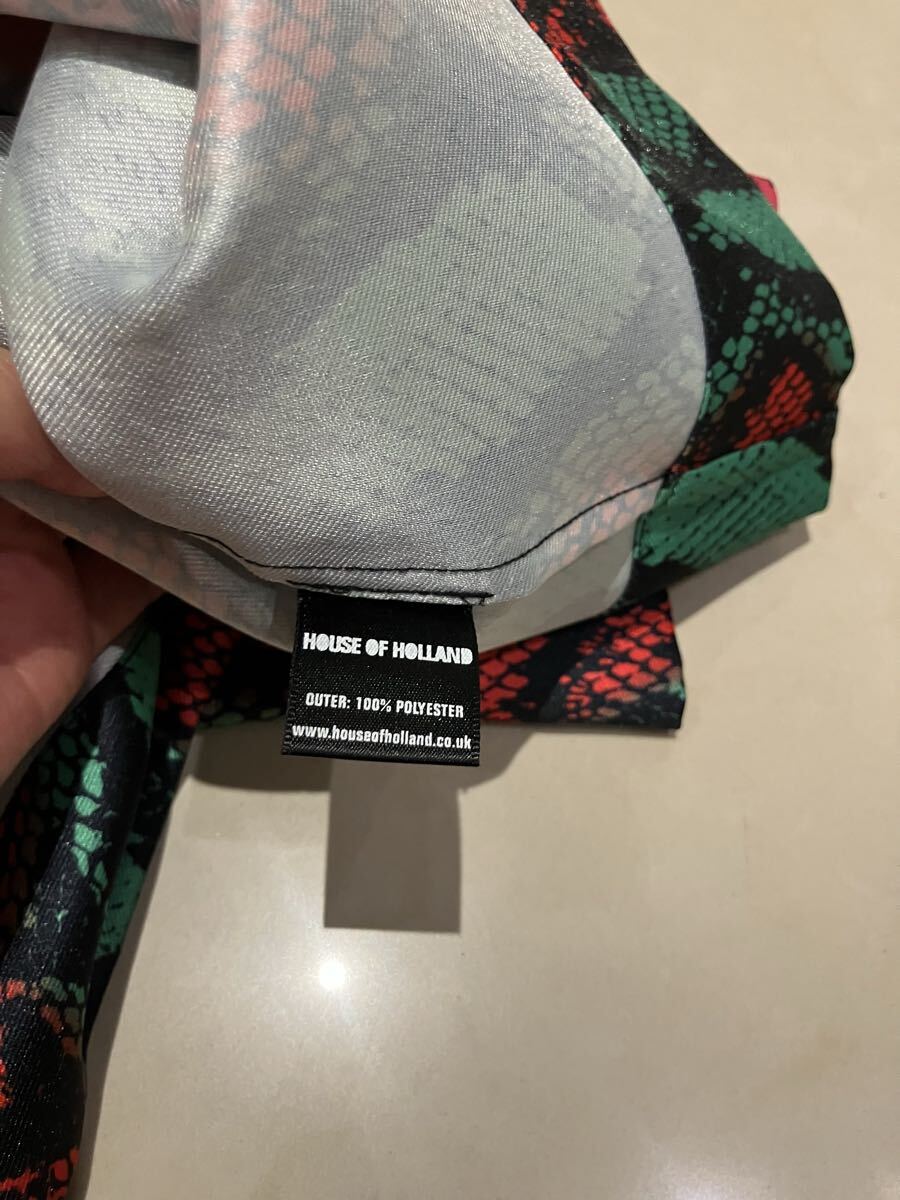 HOUSE OF HOLLAND
OUTER: 100% POLYESTER
www.houseofholland.co.uk